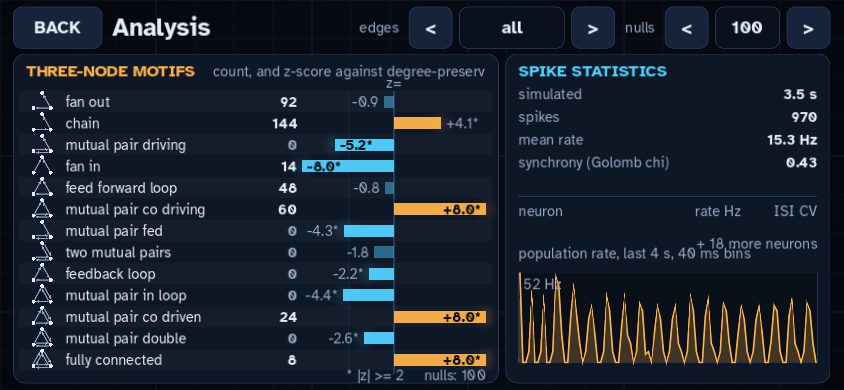 BACK Analysis edges < all > nulls < 100 >
THREE-NODE MOTIFS count, and z-score against degree-preserv
z=
fan out 92 -0.9
chain 144 +4.1*
mutual pair driving 0 -5.2*
fan in 14 -8.0*
feed forward loop 48 -0.8
mutual pair co driving 60 +8.0*
mutual pair fed 0 -4.3*
two mutual pairs 0 -1.8
feedback loop 0 -2.2*
mutual pair in loop 0 -4.4*
mutual pair co driven 24 +8.0*
mutual pair double 0 -2.6*
fully connected 8 +8.0*
* |z| >= 2 nulls: 100
SPIKE STATISTICS
simulated 3.5 s
spikes 970
mean rate 15.3 Hz
synchrony (Golomb chi) 0.43
neuron rate Hz ISI CV
+ 18 more neurons
population rate, last 4 s, 40 ms bins
52 Hz